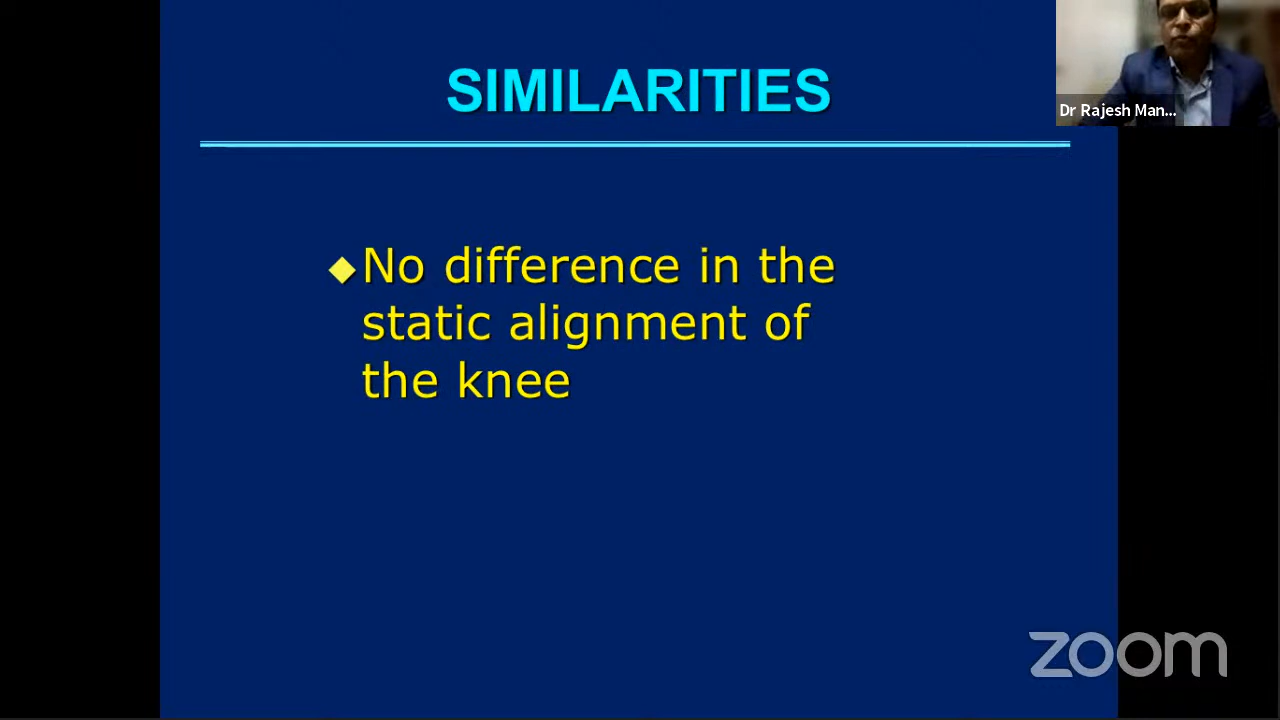 SIMILARITIES
Dr Rajesh Man...
◆No difference in the
static alignment of
the knee
zoom